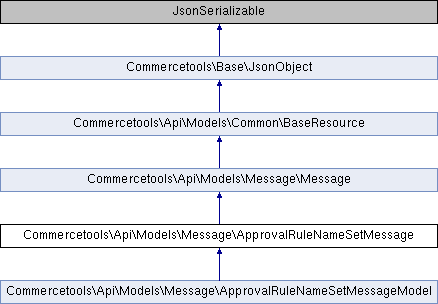 JsonSerializable
Commercetools\Base\JsonObject
Commercetools\Api\Models\Common\BaseResource
Commercetools\Api\Models\Message\Message
Commercetools\Api\Models\Message\ApprovalRuleNameSetMessage
Commercetools\Api\Models\Message\ApprovalRuleNameSetMessageModel